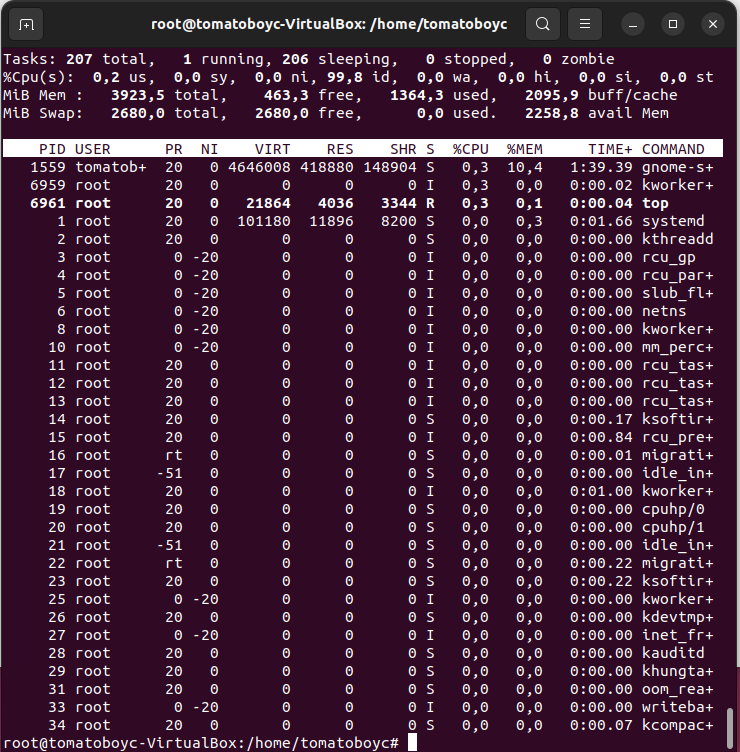 root@tomatoboyc-VirtualBox: /home/tomatoboyc
Tasks: 207 total,   1 running, 206 sleeping,   0 stopped,   0 zombie
%Cpu(s):  0,2 us,  0,0 sy,  0,0 ni, 99,8 id,  0,0 wa,  0,0 hi,  0,0 si,  0,0 st
MiB Mem :   3923,5 total,    463,3 free,   1364,3 used,   2095,9 buff/cache
MiB Swap:   2680,0 total,   2680,0 free,      0,0 used.   2258,8 avail Mem
PID USER      PR  NI    VIRT    RES    SHR S  %CPU  %MEM     TIME+ COMMAND
1559 tomatob+  20   0 4646008 418880 148904 S   0,3  10,4   1:39.39 gnome-s+
6959 root      20   0       0      0      0 I   0,3   0,0   0:00.02 kworker+
6961 root      20   0   21864   4036   3344 R   0,3   0,1   0:00.04 top
1 root      20   0  101180  11896   8200 S   0,0   0,3   0:01.66 systemd
2 root      20   0       0      0      0 S   0,0   0,0   0:00.00 kthreadd
3 root       0 -20       0      0      0 I   0,0   0,0   0:00.00 rcu_gp
4 root       0 -20       0      0      0 I   0,0   0,0   0:00.00 rcu_par+
5 root       0 -20       0      0      0 I   0,0   0,0   0:00.00 slub_fl+
6 root       0 -20       0      0      0 I   0,0   0,0   0:00.00 netns
8 root       0 -20       0      0      0 I   0,0   0,0   0:00.00 kworker+
10 root       0 -20       0      0      0 I   0,0   0,0   0:00.00 mm_perc+
11 root      20   0       0      0      0 I   0,0   0,0   0:00.00 rcu_tas+
12 root      20   0       0      0      0 I   0,0   0,0   0:00.00 rcu_tas+
13 root      20   0       0      0      0 I   0,0   0,0   0:00.00 rcu_tas+
14 root      20   0       0      0      0 S   0,0   0,0   0:00.17 ksoftir+
15 root      20   0       0      0      0 I   0,0   0,0   0:00.84 rcu_pre+
16 root      rt   0       0      0      0 S   0,0   0,0   0:00.01 migrati+
17 root     -51   0       0      0      0 S   0,0   0,0   0:00.00 idle_in+
18 root      20   0       0      0      0 I   0,0   0,0   0:01.00 kworker+
19 root      20   0       0      0      0 S   0,0   0,0   0:00.00 cpuhp/0
20 root      20   0       0      0      0 S   0,0   0,0   0:00.00 cpuhp/1
21 root     -51   0       0      0      0 S   0,0   0,0   0:00.00 idle_in+
22 root      rt   0       0      0      0 S   0,0   0,0   0:00.22 migrati+
23 root      20   0       0      0      0 S   0,0   0,0   0:00.22 ksoftir+
25 root       0 -20       0      0      0 I   0,0   0,0   0:00.00 kworker+
26 root      20   0       0      0      0 S   0,0   0,0   0:00.00 kdevtmp+
27 root       0 -20       0      0      0 I   0,0   0,0   0:00.00 inet_fr+
28 root      20   0       0      0      0 S   0,0   0,0   0:00.00 kauditd
29 root      20   0       0      0      0 S   0,0   0,0   0:00.00 khungta+
31 root      20   0       0      0      0 S   0,0   0,0   0:00.00 oom_rea+
33 root       0 -20       0      0      0 I   0,0   0,0   0:00.00 writeba+
34 root      20   0       0      0      0 S   0,0   0,0   0:00.07 kcompac+
root@tomatoboyc-VirtualBox:/home/tomatoboyc#